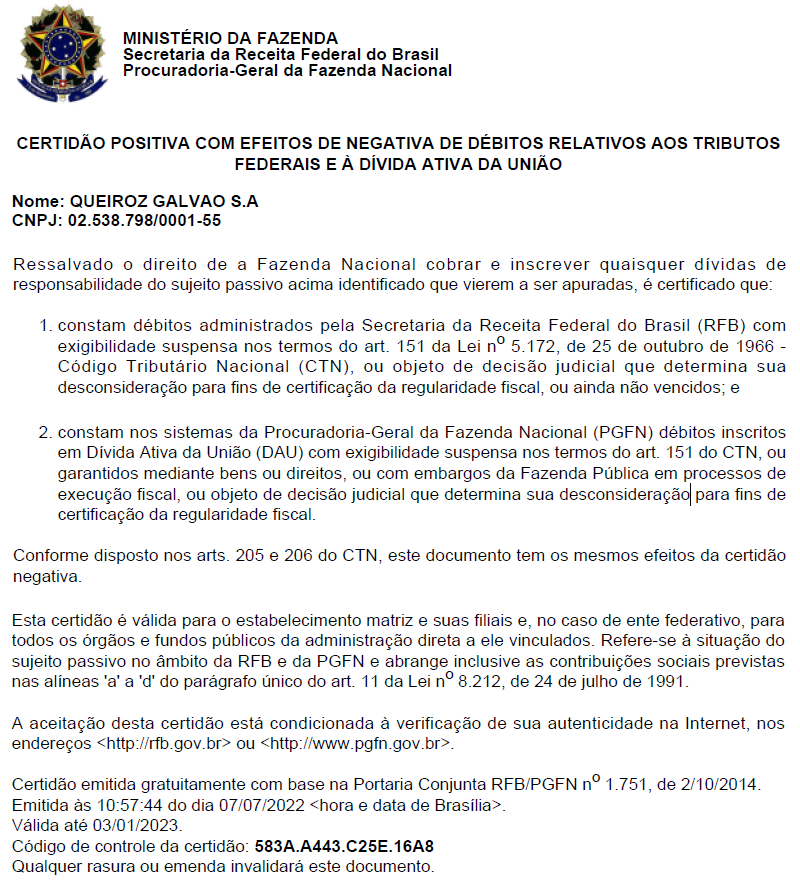 MINISTÉRIO DA FAZENDA
Secretaria da Receita Federal do Brasil
Procuradoria-Geral da Fazenda Nacional
CERTIDÃO POSITIVA COM EFEITOS DE NEGATIVA DE DÉBITOS RELATIVOS AOS TRIBUTOS
FEDERAIS E À DÍVIDA ATIVA DA UNIÃO
Nome: QUEIROZ GALVAO S.A
CNPJ: 02.538.798/0001-55
Ressalvado o direito de a Fazenda Nacional cobrar e inscrever quaisquer dívidas de
responsabilidade do sujeito passivo acima identificado que vierem a ser apuradas, é certificado que:
1. constam débitos administrados pela Secretaria da Receita Federal do Brasil (RFB) com
exigibilidade suspensa nos termos do art. 151 da Lei nº 5.172, de 25 de outubro de 1966 -
Código Tributário Nacional (CTN), ou objeto de decisão judicial que determina sua
desconsideração para fins de certificação da regularidade fiscal, ou ainda não vencidos; e
2. constam nos sistemas da Procuradoria-Geral da Fazenda Nacional (PGFN) débitos inscritos
em Dívida Ativa da União (DAU) com exigibilidade suspensa nos termos do art. 151 do CTN, ou
garantidos mediante bens ou direitos, ou com embargos da Fazenda Pública em processos de
execução fiscal, ou objeto de decisão judicial que determina sua desconsideração para fins de
certificação da regularidade fiscal.
Conforme disposto nos arts. 205 e 206 do CTN, este documento tem os mesmos efeitos da certidão
negativa.
Esta certidão é válida para o estabelecimento matriz e suas filiais e, no caso de ente federativo, para
todos os órgãos e fundos públicos da administração direta a ele vinculados. Refere-se à situação do
sujeito passivo no âmbito da RFB e da PGFN e abrange inclusive as contribuições sociais previstas
nas alíneas 'a' a 'd' do parágrafo único do art. 11 da Lei nº 8.212, de 24 de julho de 1991.
A aceitação desta certidão está condicionada à verificação de sua autenticidade na Internet, nos
endereços <http://rfb.gov.br> ou <http://www.pgfn.gov.br>.
Certidão emitida gratuitamente com base na Portaria Conjunta RFB/PGFN nº 1.751, de 2/10/2014.
Emitida às 10:57:44 do dia 07/07/2022 <hora e data de Brasília>.
Válida até 03/01/2023.
Código de controle da certidão: 583A.A443.C25E.16A8
Qualquer rasura ou emenda invalidará este documento.